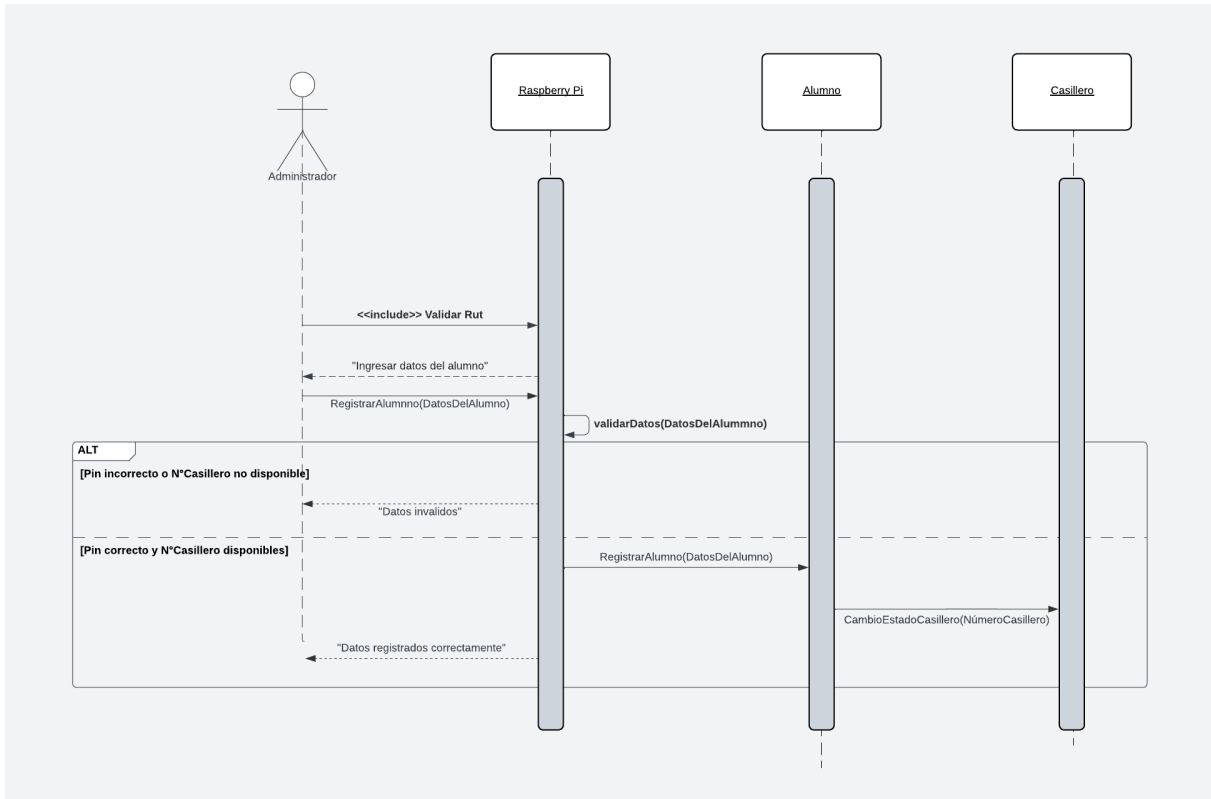 Raspberry Pi
Alumno
Casillero
Administrador
<<include>> Validar Rut
"Ingresar datos del alumno"
RegistrarAlumnno(DatosDelAlumno)
validarDatos(DatosDelAlummno)
ALT
[Pin incorrecto o N°Casillero no disponible]
"Datos invalidos"
[Pin correcto y N°Casillero disponibles]
RegistrarAlumno(DatosDelAlumno)
CambioEstadoCasillero(NúmeroCasillero)
"Datos registrados correctamente"